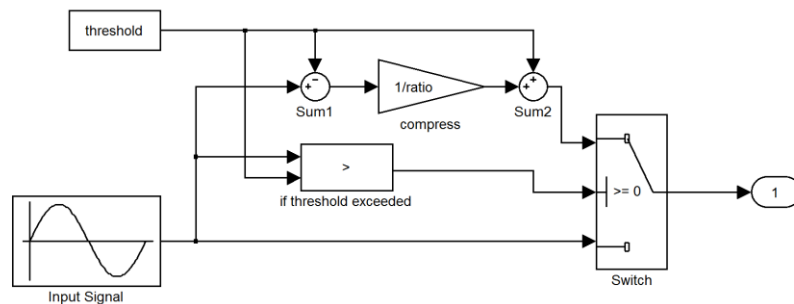 threshold
−
+
Sum1
1/ratio
compress
+
+
Sum2
>
if threshold exceeded
>= 0
Switch
1
Input Signal